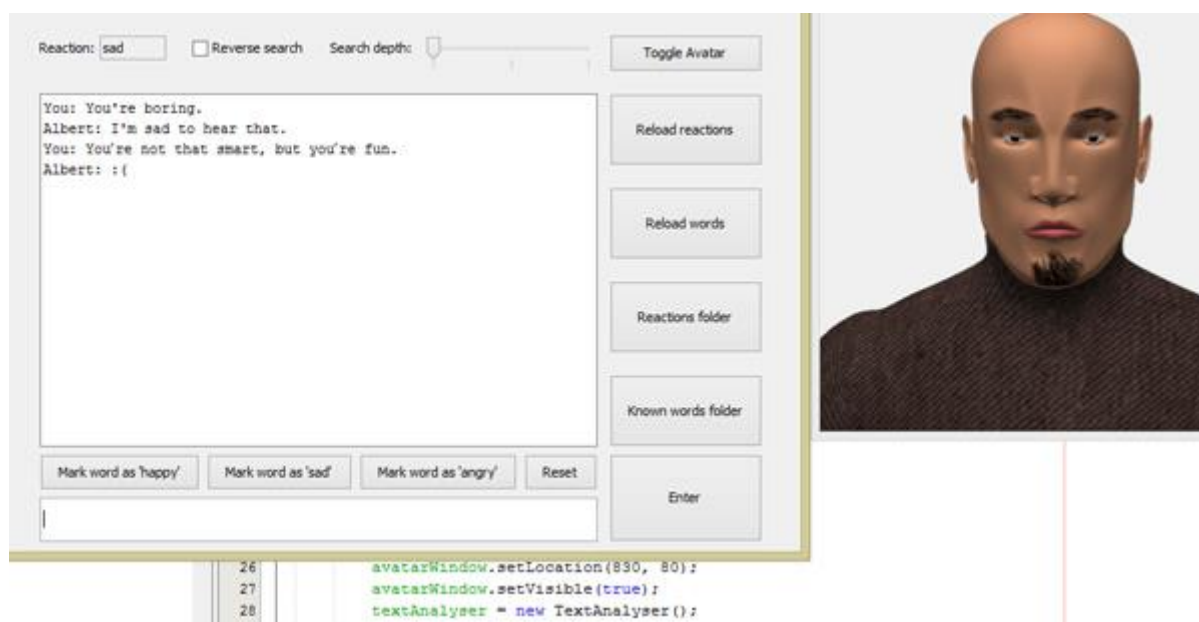 Reaction: sad Reverse search Search depth: Toggle Avatar
You: You're boring.
Albert: I'm sad to hear that.
You: You're not that smart, but you're fun.
Albert: :(
Reload reactions
Reload words
Reactions folder
Known words folder
Mark word as 'happy' Mark word as 'sad' Mark word as 'angry' Reset
Enter
26 avatarWindow.setLocation(830, 80);
27 avatarWindow.setVisible(true);
28 textAnalyser = new TextAnalyser();